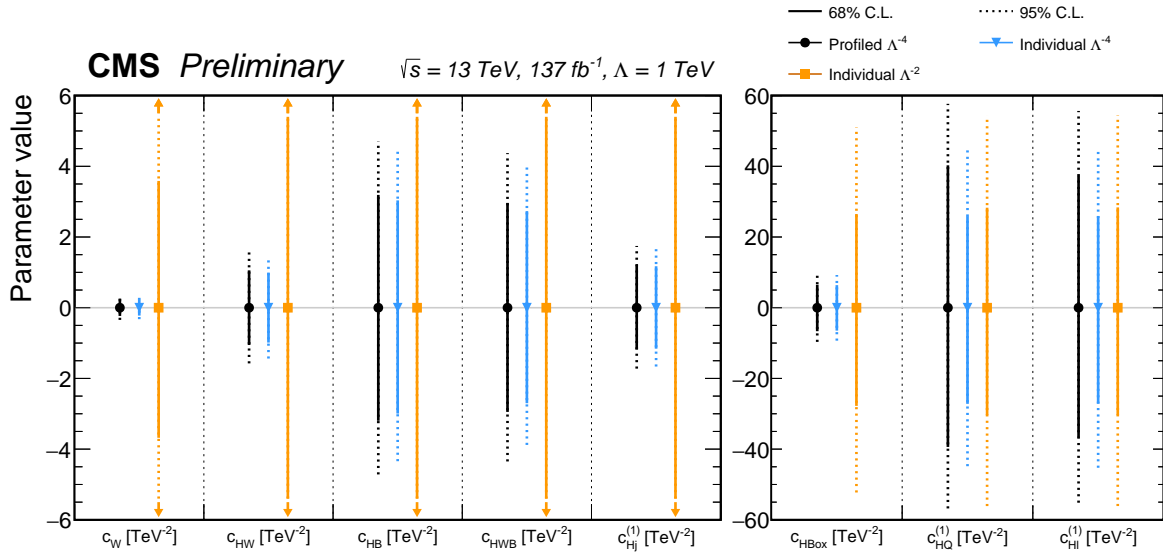 68% C.L. 95% C.L.
Profiled Λ⁻⁴ Individual Λ⁻⁴
Individual Λ⁻²
CMS Preliminary √s = 13 TeV, 137 fb⁻¹, Λ = 1 TeV
Parameter value
6
4
2
0
−2
−4
−6
60
40
20
0
−20
−40
−60
c_W [TeV⁻²] c_HW [TeV⁻²] c_HB [TeV⁻²] c_HWB [TeV⁻²] c_Hj^(1) [TeV⁻²] c_HBox [TeV⁻²] c_HQ^(1) [TeV⁻²] c_Hl^(1) [TeV⁻²]